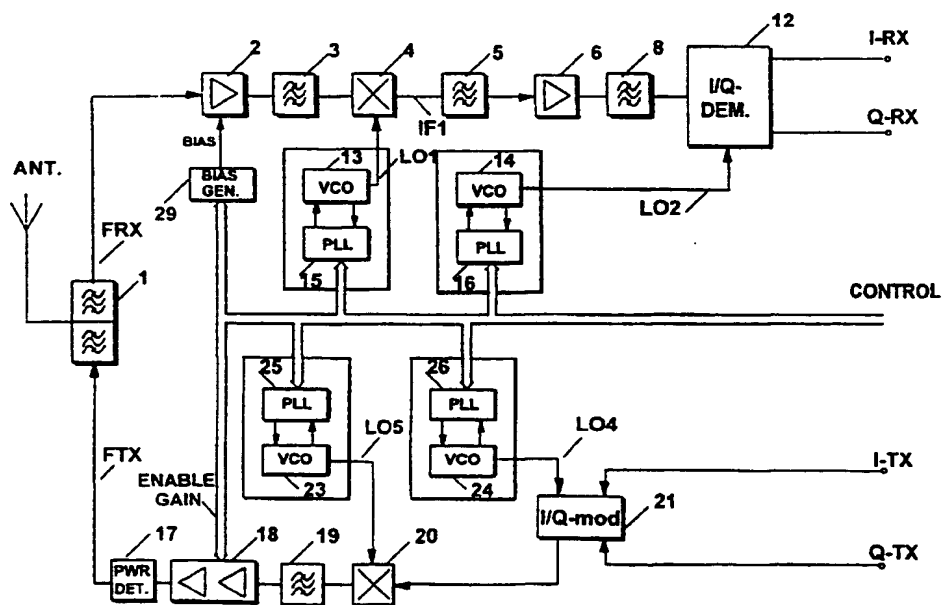 2
3
4
5
6
8
12
I-RX
I/Q-
DEM.
IF1
Q-RX
BIAS
ANT.
BIAS
GEN.
29
13
LO1
VCO
14
VCO
LO2
FRX
PLL
15
PLL
16
1
CONTROL
25
PLL
26
PLL
LO5
LO4
VCO
23
VCO
24
FTX
ENABLE
GAIN
I-TX
I/Q-mod
21
17
18
19
20
PWR
DET.
Q-TX